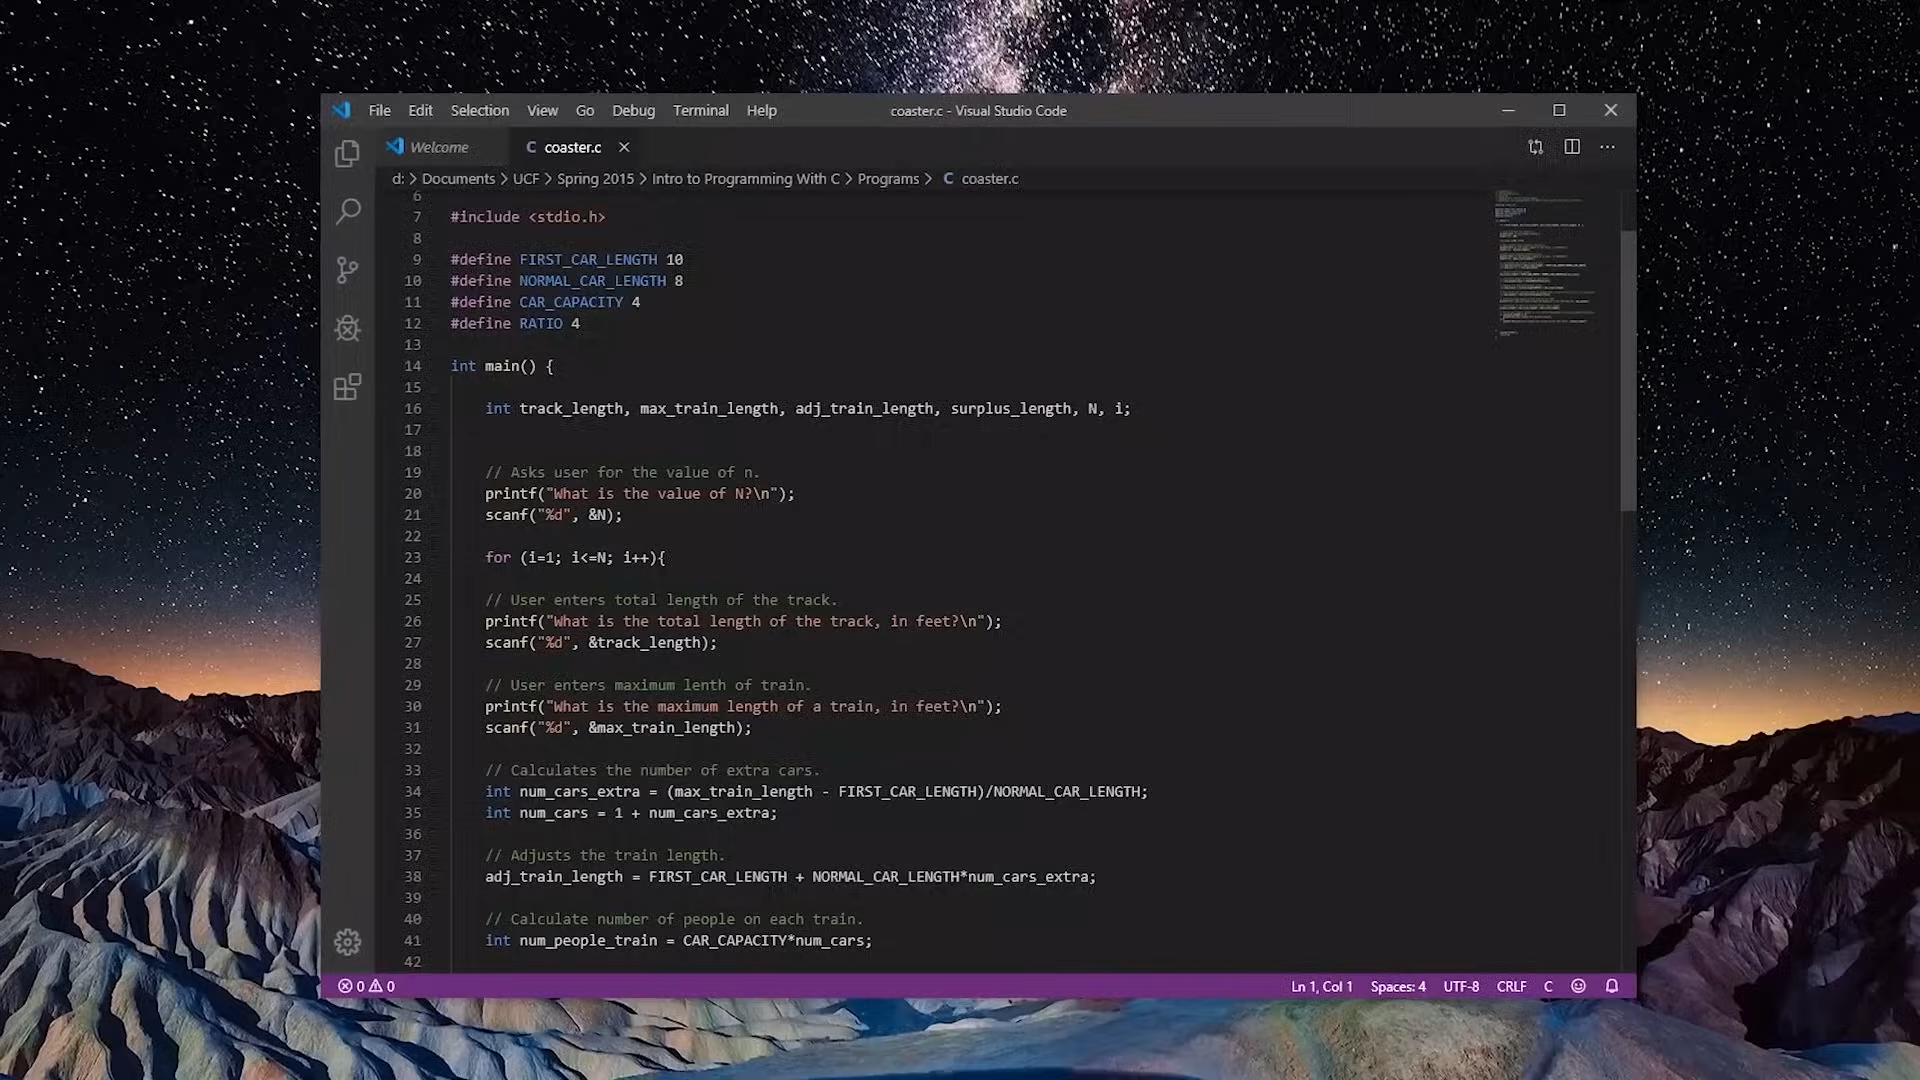 File Edit Selection View Go Debug Terminal Help coaster.c - Visual Studio Code
Welcome C coaster.c
d: > Documents > UCF > Spring 2015 > Intro to Programming With C > Programs > C coaster.c
6
7 #include <stdio.h>
8
9 #define FIRST_CAR_LENGTH 10
10 #define NORMAL_CAR_LENGTH 8
11 #define CAR_CAPACITY 4
12 #define RATIO 4
13
14 int main() {
15
16 int track_length, max_train_length, adj_train_length, surplus_length, N, i;
17
18
19 // Asks user for the value of n.
20 printf("What is the value of N?\n");
21 scanf("%d", &N);
22
23 for (i=1; i<=N; i++){
24
25 // User enters total length of the track.
26 printf("What is the total length of the track, in feet?\n");
27 scanf("%d", &track_length);
28
29 // User enters maximum lenth of train.
30 printf("What is the maximum length of a train, in feet?\n");
31 scanf("%d", &max_train_length);
32
33 // Calculates the number of extra cars.
34 int num_cars_extra = (max_train_length - FIRST_CAR_LENGTH)/NORMAL_CAR_LENGTH;
35 int num_cars = 1 + num_cars_extra;
36
37 // Adjusts the train length.
38 adj_train_length = FIRST_CAR_LENGTH + NORMAL_CAR_LENGTH*num_cars_extra;
39
40 // Calculate number of people on each train.
41 int num_people_train = CAR_CAPACITY*num_cars;
42
0 0 Ln 1, Col 1 Spaces: 4 UTF-8 CRLF C